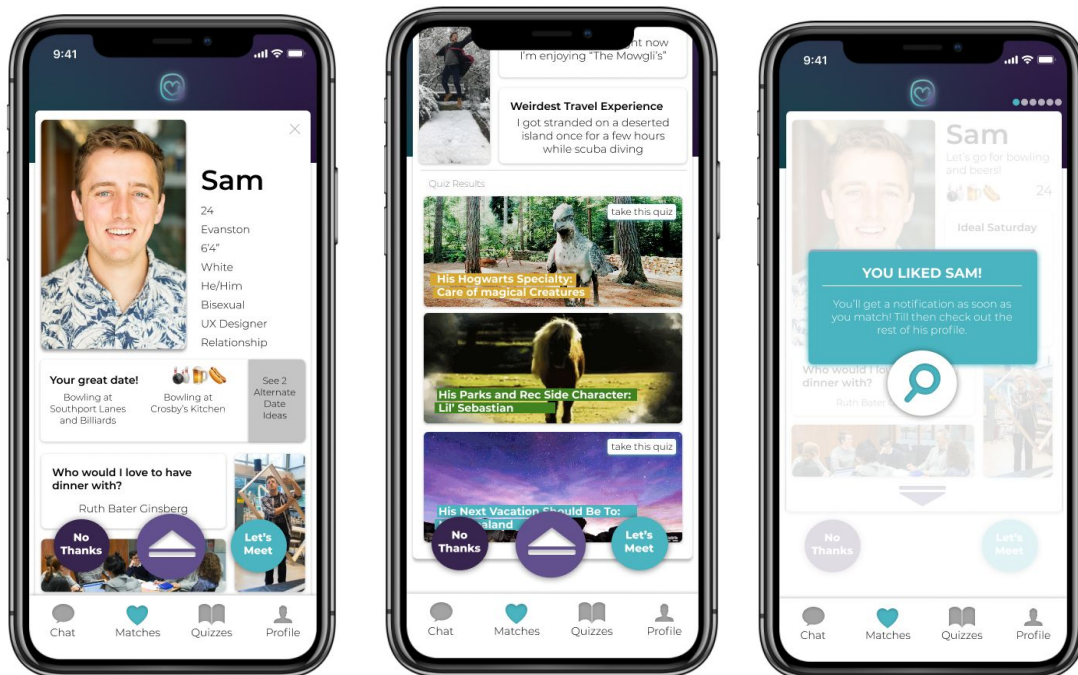 9:41
Sam
24
Evanston
6'4"
White
He/Him
Bisexual
UX Designer
Relationship
Your great date!
Bowling at
Southport Lanes
and Billiards
Bowling at
Crosby's Kitchen
See 2
Alternate
Date
Ideas
Who would I love to have
dinner with?
Ruth Bater Ginsberg
No
Thanks
Let's
Meet
Chat
Matches
Quizzes
Profile
now
I'm enjoying "The Mowgli's"
Weirdest Travel Experience
I got stranded on a deserted
island once for a few hours
while scuba diving
Quiz Results
take this quiz
His Hogwarts Specialty:
Care of magical Creatures
His Parks and Rec Side Character:
Lil' Sebastian
take this quiz
His Next Vacation Should Be To:
No
Thanks
Let's
Meet
Chat
Matches
Quizzes
Profile
9:41
Sam
Let's go for bowling
and beers!
24
Ideal Saturday
YOU LIKED SAM!
You'll get a notification as soon as
you match! Till then check out the
rest of his profile.
Who would I
dinner with?
Ruth Bater
No
Thanks
Let's
Meet
Chat
Matches
Quizzes
Profile